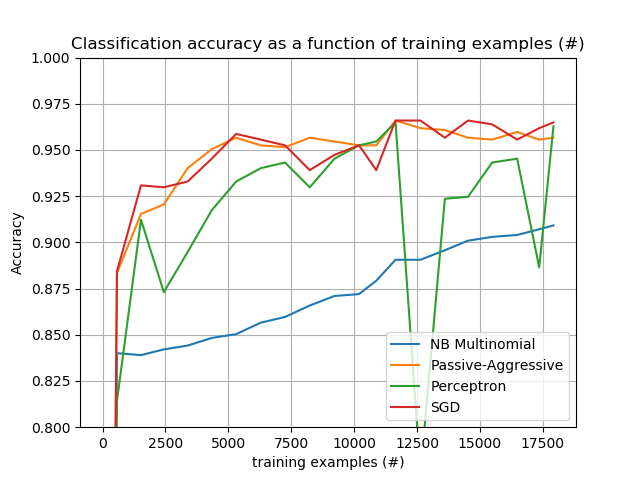 Classification accuracy as a function of training examples (#)
1.000
0.975
0.950
0.925
0.900
0.875
0.850
0.825
0.800
Accuracy
NB Multinomial
Passive-Aggressive
Perceptron
SGD
0 2500 5000 7500 10000 12500 15000 17500
training examples (#)